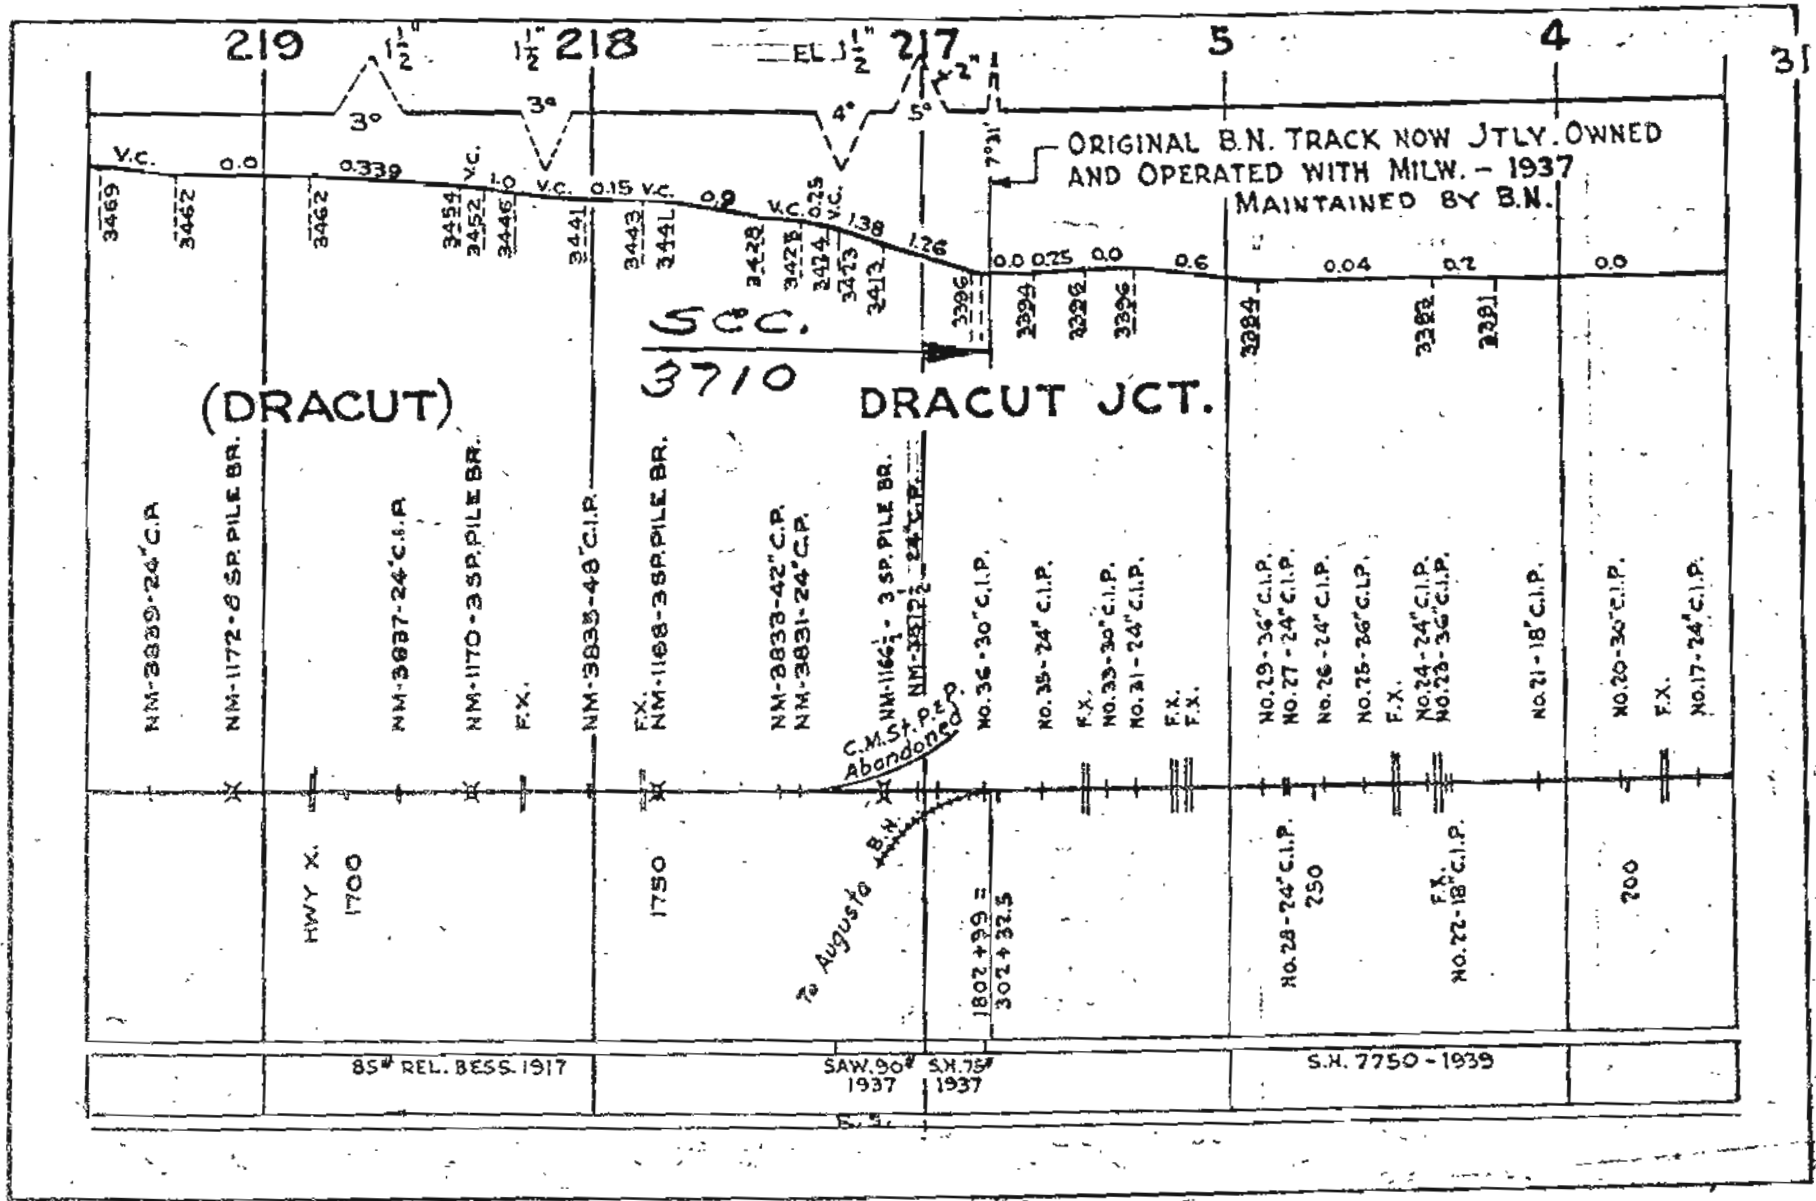 219 1½" 1½" 218 EL 1½" 217 5 4 31
2"
3° 3° 4° 5° 7°31'
ORIGINAL B.N. TRACK NOW JTLY. OWNED
AND OPERATED WITH MILW. - 1937
MAINTAINED BY B.N.
V.C. 0.0 0.339 V.C. 1.0 V.C. 0.15 V.C. 0.9 V.C. 0.25 V.C. 1.38 1.26 0.0 0.25 0.0 0.6 0.04 0.2 0.0
3469
3462
3462
3454
3452
3446
3441
3443
3441
3428
3425
3424
3423
3413
3396
3394
3396
3396
3384
3383
3381
SCC.
3710
(DRACUT)
DRACUT JCT.
NM-3839-24" C.P.
NM-1172-8 SP. PILE BR.
NM-3837-24" C.I.P.
NM-1170-3 SP. PILE BR.
F.X.
NM-3835-48" C.I.P.
F.X.
NM-1168-3 SP. PILE BR.
NM-3833-42" C.P.
NM-3831-24" C.P.
NM-1166½-3 SP. PILE BR.
24" C.P.
NO. 36-30" C.I.P.
NO. 35-24" C.I.P.
F.X.
NO. 33-30" C.I.P.
NO. 31-24" C.I.P.
F.X.
F.X.
NO. 29-36" C.I.P.
NO. 27-24" C.I.P.
NO. 26-24" C.I.P.
NO. 25-36" C.I.P.
F.X.
NO. 24-24" C.I.P.
NO. 23-36" C.I.P.
NO. 21-18" C.I.P.
NO. 20-30" C.I.P.
F.X.
NO. 17-24" C.I.P.
C.M.St.P.&P.
Abandoned
HWY X.
1700
1750
To Augusta
B.N.
1802+99 =
302+32.5
NO. 28-24" C.I.P.
250
F.X.
NO. 22-18" C.I.P.
200
85# REL. BESS. 1917
SAW. 90#
1937
S.H. 75#
1937
S.H. 7750-1939